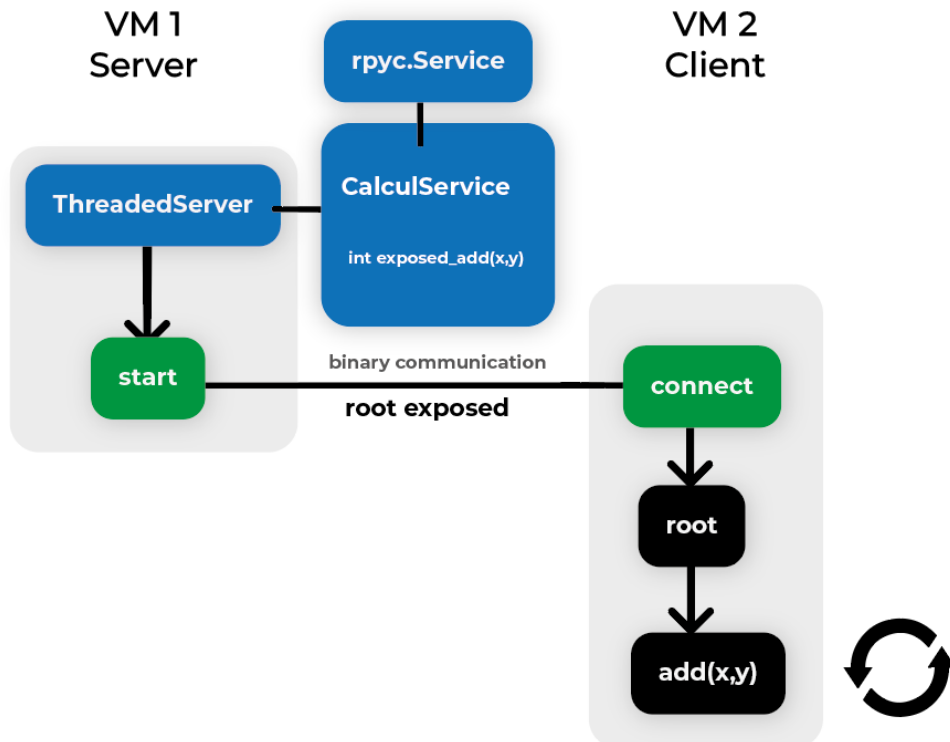 VM 1
Server
VM 2
Client
rpyc.Service
ThreadedServer
CalculService
int exposed_add(x,y)
start
binary communication
root exposed
connect
root
add(x,y)